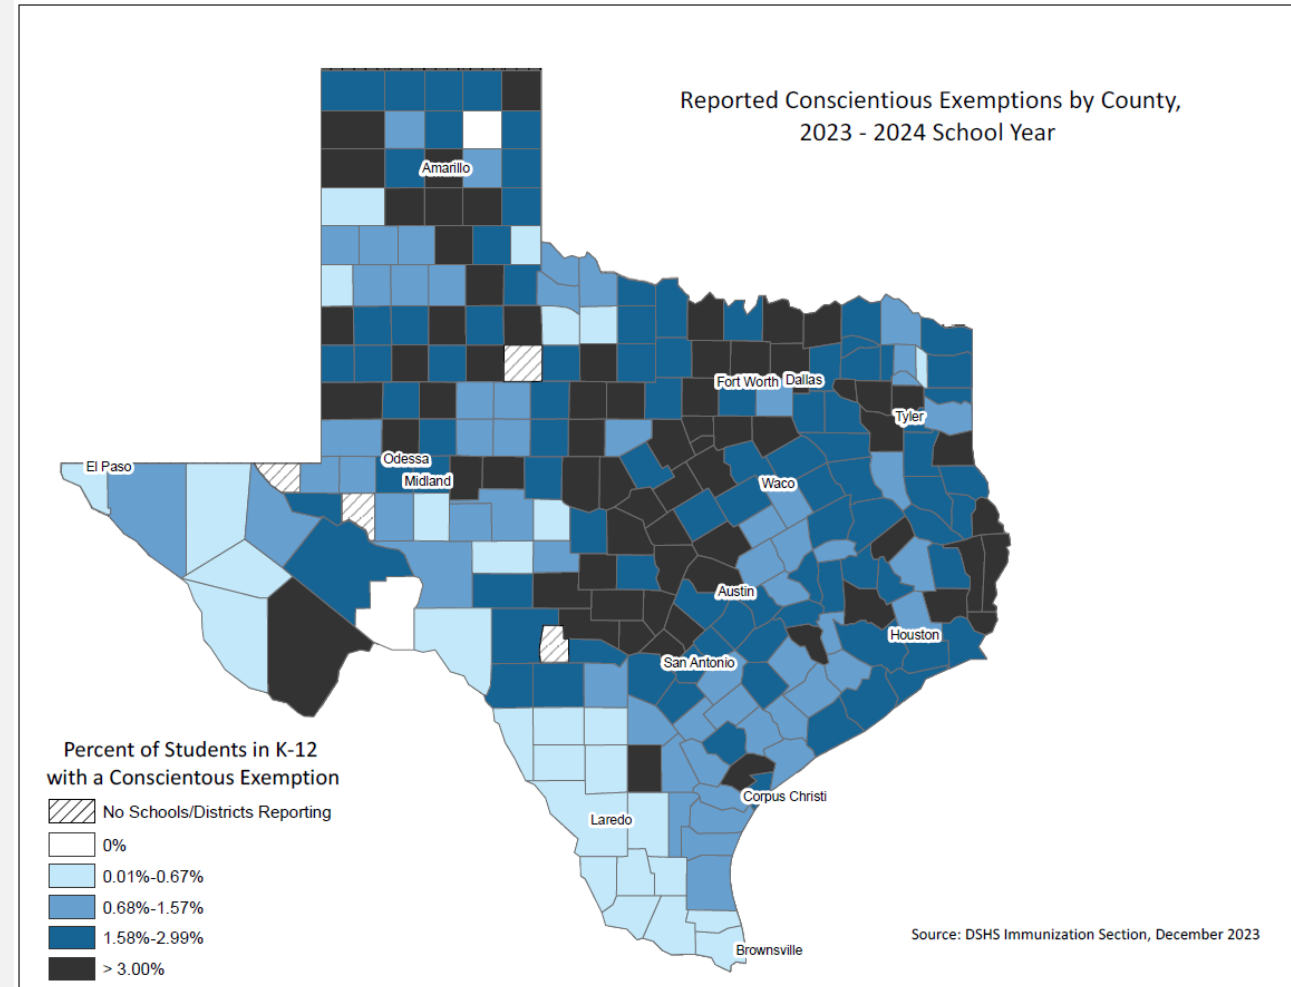 Reported Conscientious Exemptions by County,
2023 - 2024 School Year
Amarillo
Fort Worth
Dallas
Tyler
El Paso
Odessa
Midland
Waco
Austin
Houston
San Antonio
Corpus Christi
Laredo
Brownsville
Percent of Students in K-12
with a Conscientous Exemption
No Schools/Districts Reporting
0%
0.01%-0.67%
0.68%-1.57%
1.58%-2.99%
> 3.00%
Source: DSHS Immunization Section, December 2023